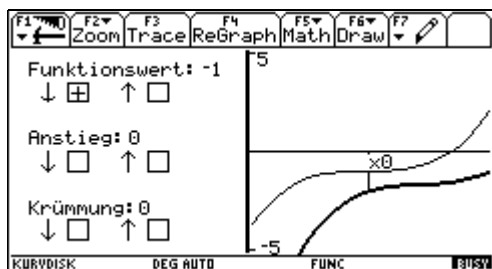 F1 F2 Zoom F3 Trace F4 ReGraph F5 Math F6 Draw F7
5
Funktionswert: -1
↓ ⊞ ↑ □
Anstieg: 0
↓ □ ↑ □
x0
Krümmung: 0
↓ □ ↑ □
-5
KURVDISK DEG AUTO FUNC BUSY